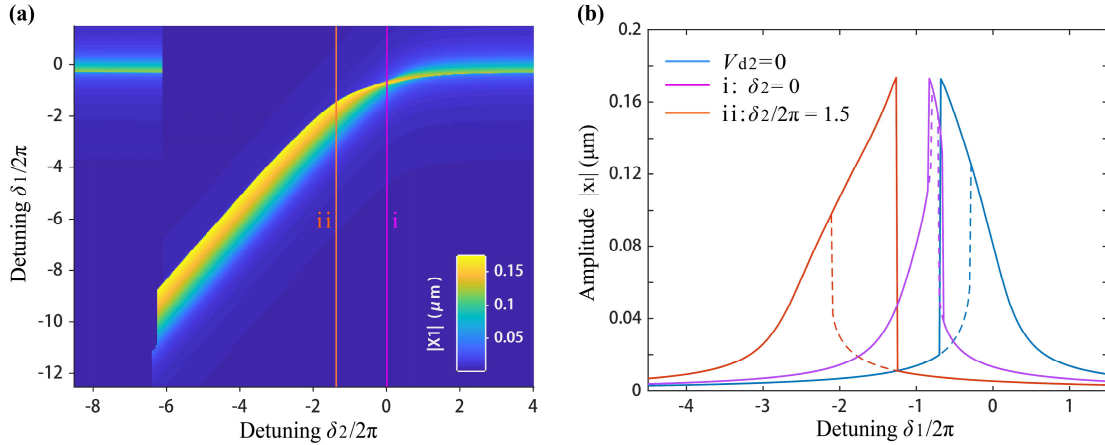 (a)
0
-2
-4
-6
-8
-10
-12
Detuning δ1/2π
ii
i
0.15
0.10
0.05
|X1| (μm)
-8
-6
-4
-2
0
2
4
Detuning δ2/2π
(b)
0.2
0.16
0.12
0.08
0.04
0
Amplitude |x1| (μm)
Vd2=0
i: δ2= 0
ii:δ2/2π = 1.5
-4
-3
-2
-1
0
1
Detuning δ1/2π